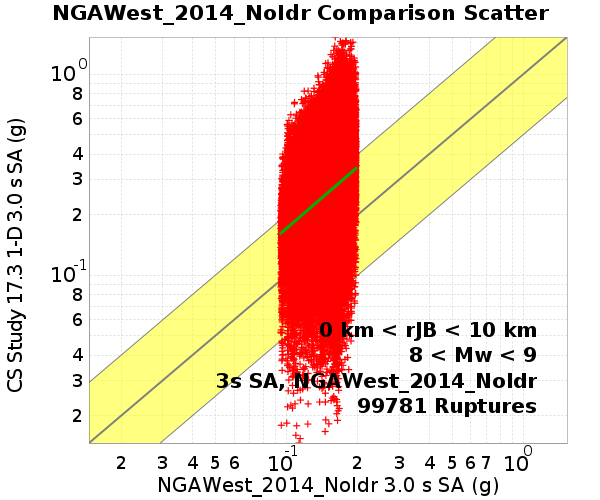 NGAWest_2014_NoIdr Comparison Scatter
CS Study 17.3 1-D 3.0 s SA (g)
10^0
8
6
4
3
2
10^-1
8
6
4
3
2
0 km < rJB < 10 km
8 < Mw < 9
3s SA, NGAWest_2014_NoIdr
99781 Ruptures
2 3 4 5 6 10^-1 2 3 4 5 6 7 10^0
NGAWest_2014_NoIdr 3.0 s SA (g)